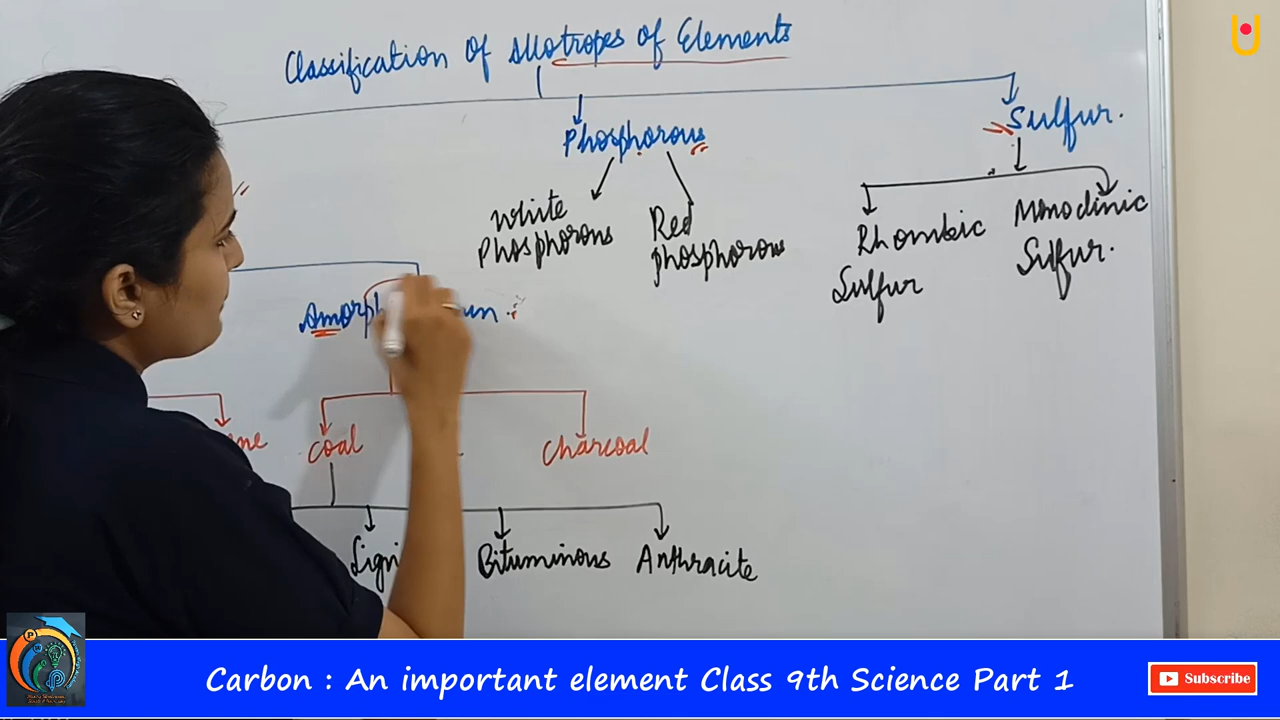 Classification of Allotropes of Elements
Phosphorous
Sulfur.
White
Phosphorous
Red
phosphorous
Rhombic
Sulfur
Monoclinic
Sulfur.
Coal
Charcoal
Bituminous
Anthracite
Carbon : An important element Class 9th Science Part 1
Subscribe